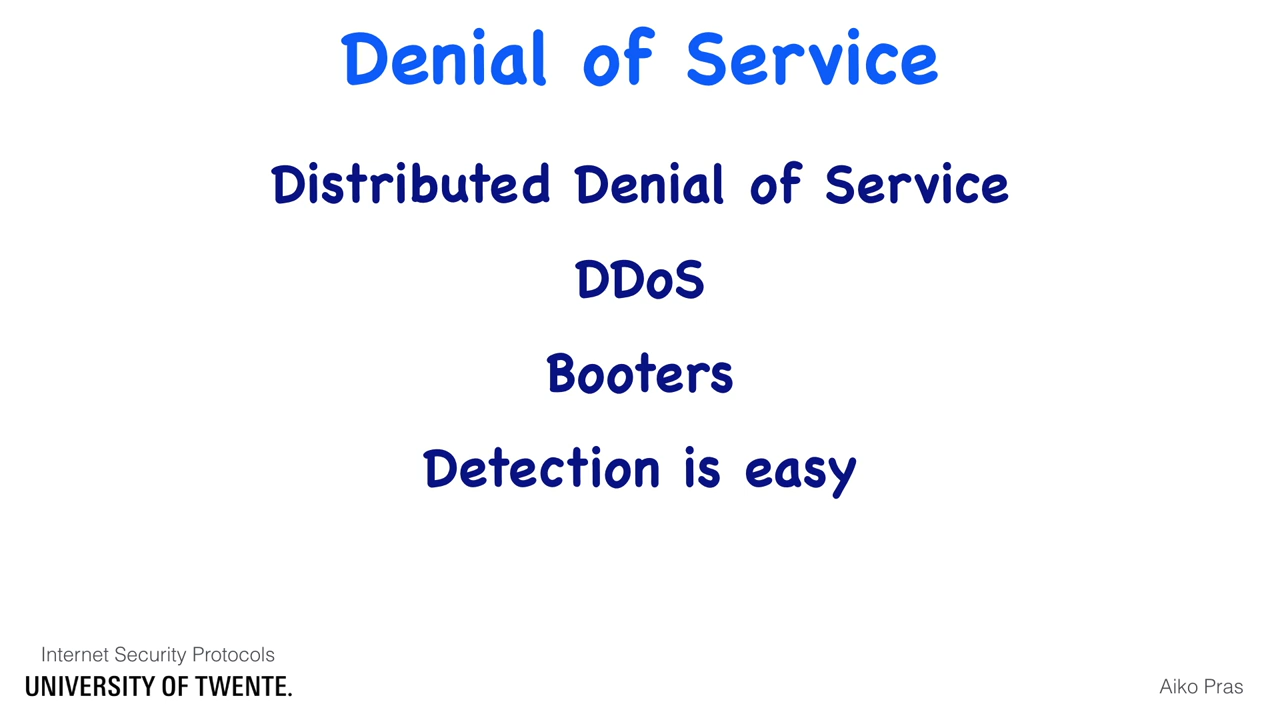 Denial of Service
Distributed Denial of Service
DDoS
Booters
Detection is easy
Internet Security Protocols
UNIVERSITY OF TWENTE.
Aiko Pras